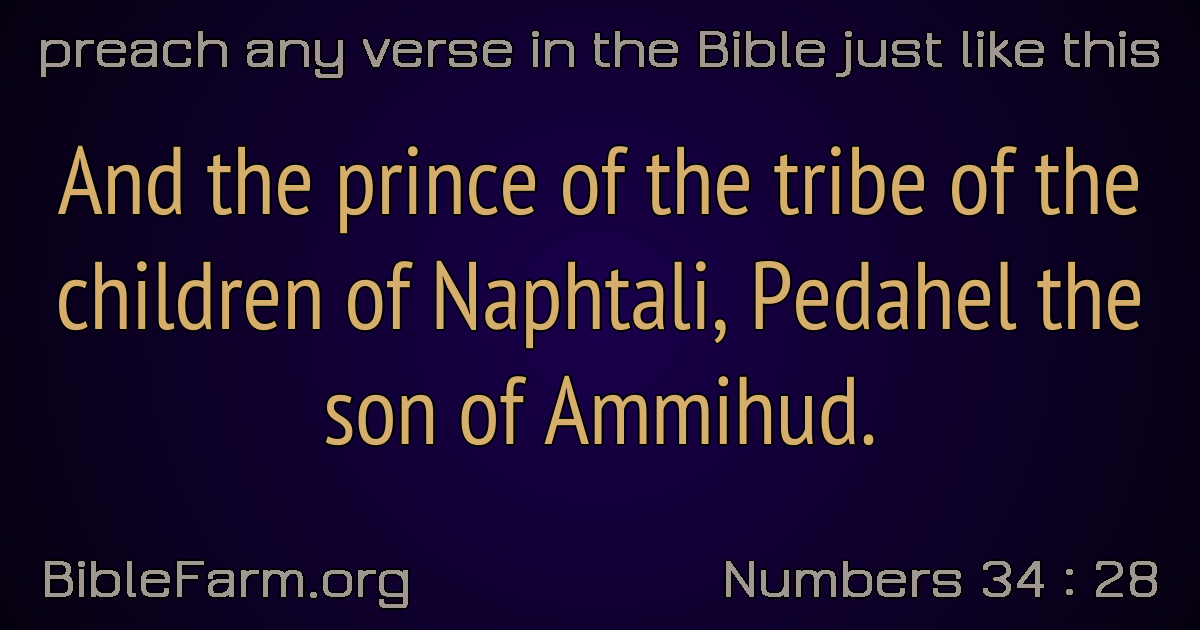 preach any verse in the Bible just like this
And the prince of the tribe of the
children of Naphtali, Pedahel the
son of Ammihud.
BibleFarm.org
Numbers 34 : 28